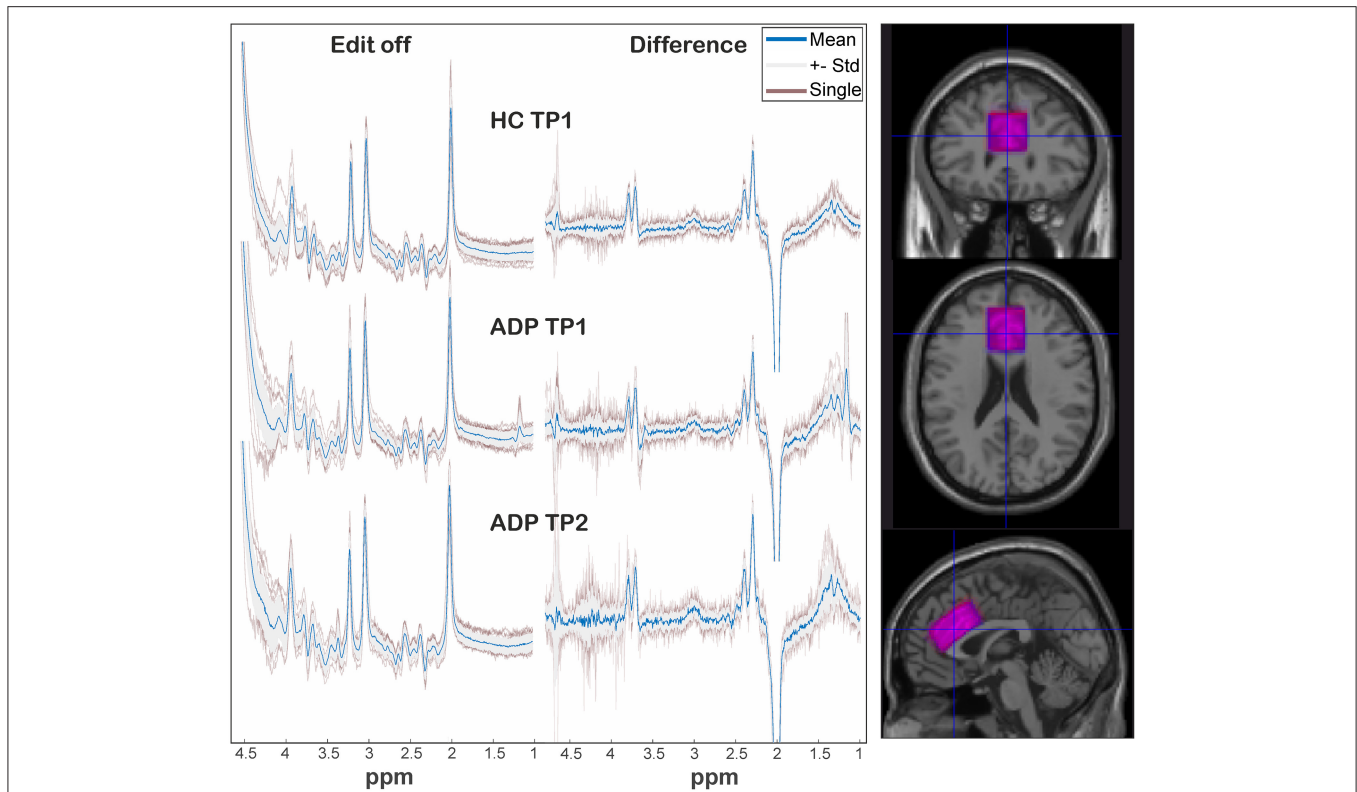 Edit off
Difference
Mean
+- Std
Single
HC TP1
ADP TP1
ADP TP2
4.5 4 3.5 3 2.5 2 1.5 1 4.5 4 3.5 3 2.5 2 1.5 1
ppm
ppm